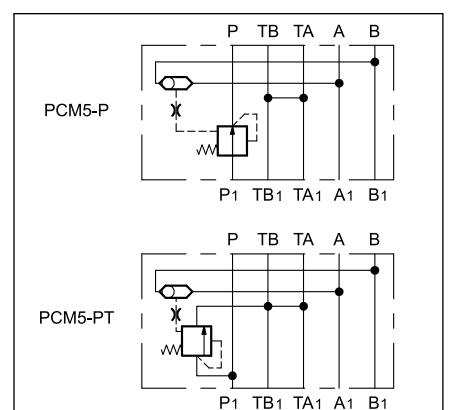 P TB TA A B
PCM5-P
P1 TB1 TA1 A1 B1
P TB TA A B
PCM5-PT
P1 TB1 TA1 A1 B1